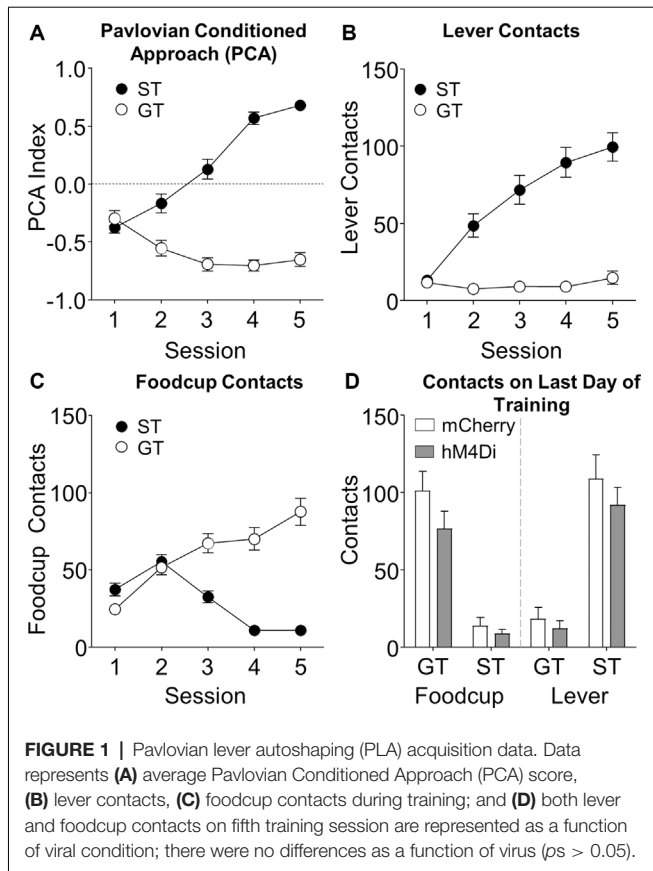 A
Pavlovian Conditioned
Approach (PCA)
1.0
0.5
0.0
-0.5
-1.0
PCA Index
ST
GT
1 2 3 4 5
Session
B
Lever Contacts
150
100
50
0
Lever Contacts
ST
GT
1 2 3 4 5
Session
C
Foodcup Contacts
150
100
50
0
Foodcup Contacts
ST
GT
1 2 3 4 5
Session
D
Contacts on Last Day of
Training
150
100
50
0
Contacts
mCherry
hM4Di
GT ST GT ST
Foodcup Lever
FIGURE 1 | Pavlovian lever autoshaping (PLA) acquisition data. Data
represents (A) average Pavlovian Conditioned Approach (PCA) score,
(B) lever contacts, (C) foodcup contacts during training; and (D) both lever
and foodcup contacts on fifth training session are represented as a function
of viral condition; there were no differences as a function of virus (ps > 0.05).